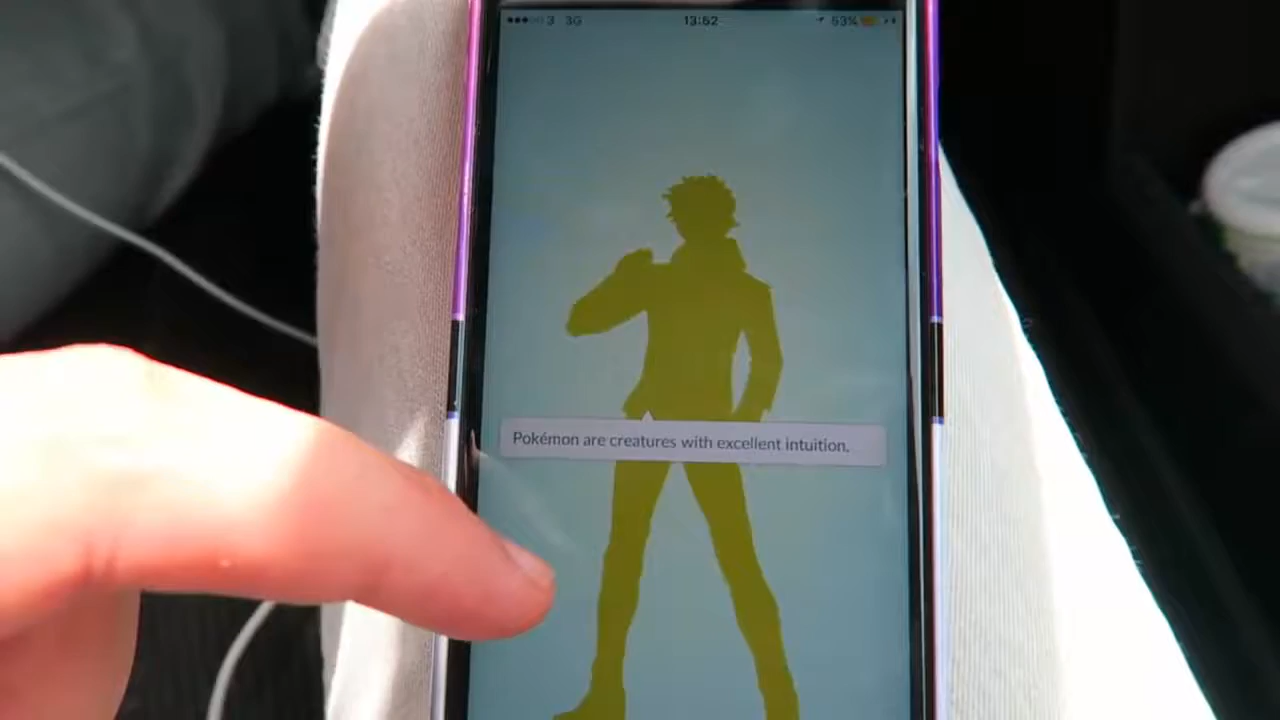 3 3G 13:52 53%
Pokémon are creatures with excellent intuition.